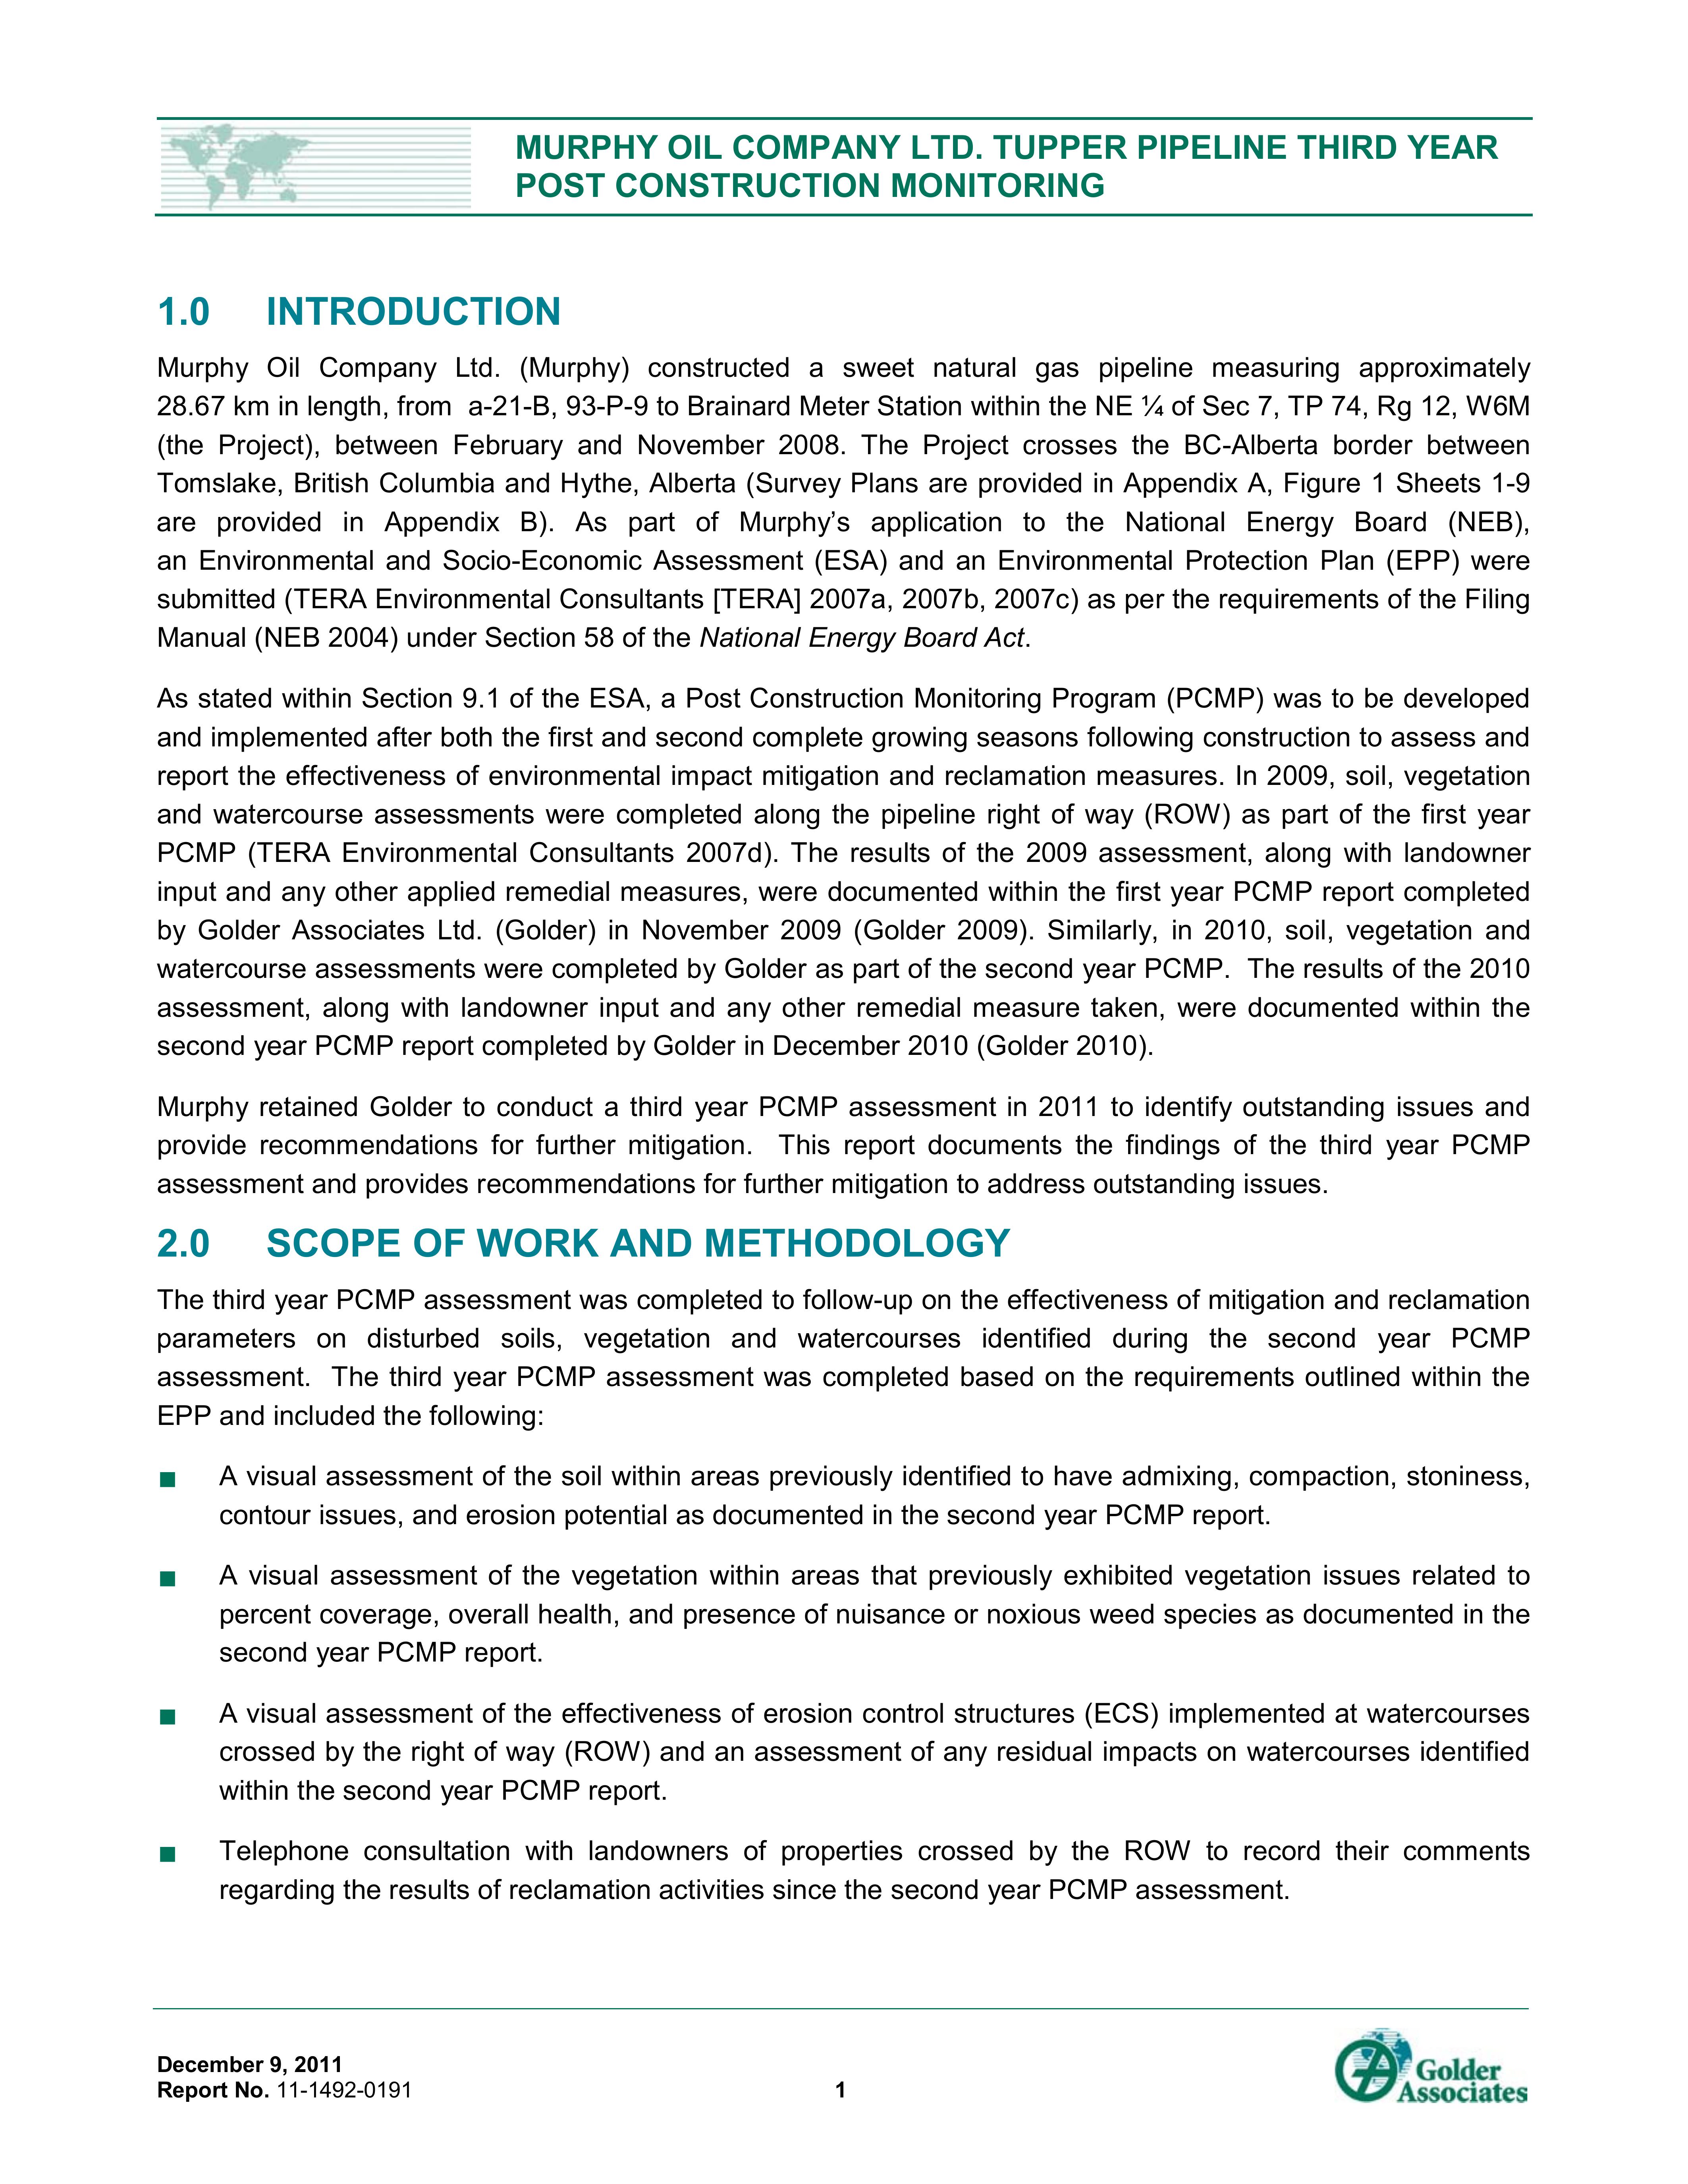 MURPHY OIL COMPANY LTD. TUPPER PIPELINE THIRD YEAR
POST CONSTRUCTION MONITORING
1.0 INTRODUCTION
Murphy Oil Company Ltd. (Murphy) constructed a sweet natural gas pipeline measuring approximately
28.67 km in length, from a-21-B, 93-P-9 to Brainard Meter Station within the NE ¼ of Sec 7, TP 74, Rg 12, W6M
(the Project), between February and November 2008. The Project crosses the BC-Alberta border between
Tomslake, British Columbia and Hythe, Alberta (Survey Plans are provided in Appendix A, Figure 1 Sheets 1-9
are provided in Appendix B). As part of Murphy’s application to the National Energy Board (NEB),
an Environmental and Socio-Economic Assessment (ESA) and an Environmental Protection Plan (EPP) were
submitted (TERA Environmental Consultants [TERA] 2007a, 2007b, 2007c) as per the requirements of the Filing
Manual (NEB 2004) under Section 58 of the National Energy Board Act.
As stated within Section 9.1 of the ESA, a Post Construction Monitoring Program (PCMP) was to be developed
and implemented after both the first and second complete growing seasons following construction to assess and
report the effectiveness of environmental impact mitigation and reclamation measures. In 2009, soil, vegetation
and watercourse assessments were completed along the pipeline right of way (ROW) as part of the first year
PCMP (TERA Environmental Consultants 2007d). The results of the 2009 assessment, along with landowner
input and any other applied remedial measures, were documented within the first year PCMP report completed
by Golder Associates Ltd. (Golder) in November 2009 (Golder 2009). Similarly, in 2010, soil, vegetation and
watercourse assessments were completed by Golder as part of the second year PCMP. The results of the 2010
assessment, along with landowner input and any other remedial measure taken, were documented within the
second year PCMP report completed by Golder in December 2010 (Golder 2010).
Murphy retained Golder to conduct a third year PCMP assessment in 2011 to identify outstanding issues and
provide recommendations for further mitigation. This report documents the findings of the third year PCMP
assessment and provides recommendations for further mitigation to address outstanding issues.
2.0 SCOPE OF WORK AND METHODOLOGY
The third year PCMP assessment was completed to follow-up on the effectiveness of mitigation and reclamation
parameters on disturbed soils, vegetation and watercourses identified during the second year PCMP
assessment. The third year PCMP assessment was completed based on the requirements outlined within the
EPP and included the following:
■ A visual assessment of the soil within areas previously identified to have admixing, compaction, stoniness,
contour issues, and erosion potential as documented in the second year PCMP report.
■ A visual assessment of the vegetation within areas that previously exhibited vegetation issues related to
percent coverage, overall health, and presence of nuisance or noxious weed species as documented in the
second year PCMP report.
■ A visual assessment of the effectiveness of erosion control structures (ECS) implemented at watercourses
crossed by the right of way (ROW) and an assessment of any residual impacts on watercourses identified
within the second year PCMP report.
■ Telephone consultation with landowners of properties crossed by the ROW to record their comments
regarding the results of reclamation activities since the second year PCMP assessment.
December 9, 2011
Report No. 11-1492-0191
1
Golder
Associates